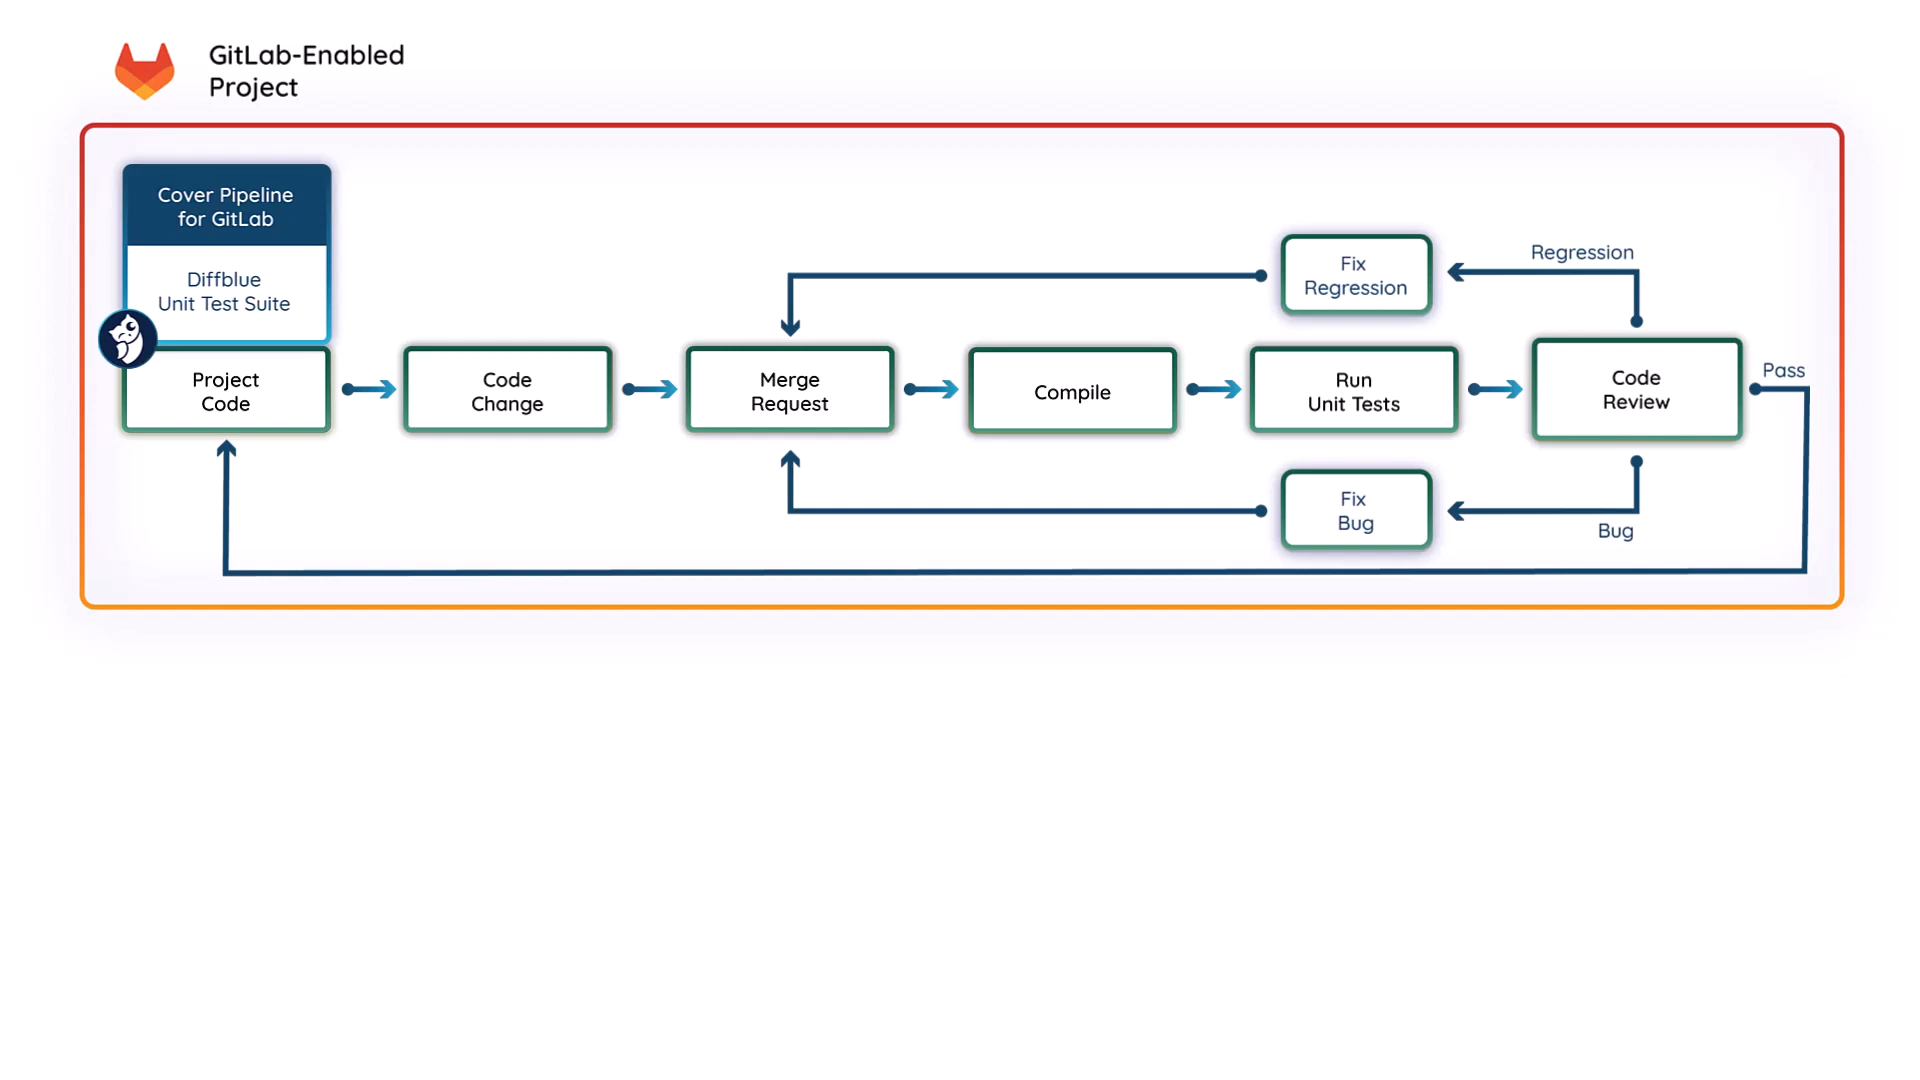 GitLab-Enabled
Project
Cover Pipeline
for GitLab
Diffblue
Unit Test Suite
Project
Code
Code
Change
Merge
Request
Compile
Run
Unit Tests
Code
Review
Pass
Fix
Regression
Regression
Fix
Bug
Bug